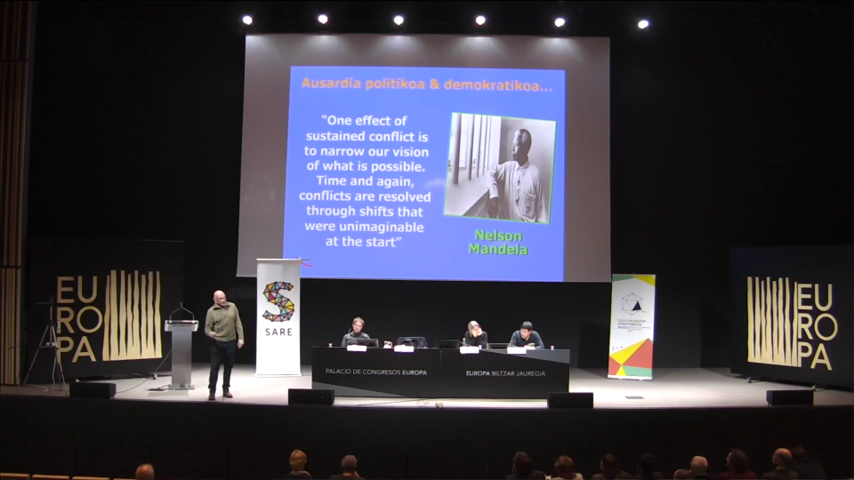 Ausardia politikoa & demokratikoa...
“One effect of
sustained conflict is
to narrow our vision
of what is possible.
Time and again,
conflicts are resolved
through shifts that
were unimaginable
at the start”
Nelson
Mandela
EU
RO
PA
S
SARE
PALACIO DE CONGRESOS EUROPA
EUROPA BILTZAR JAUREGIA
EU
RO
PA